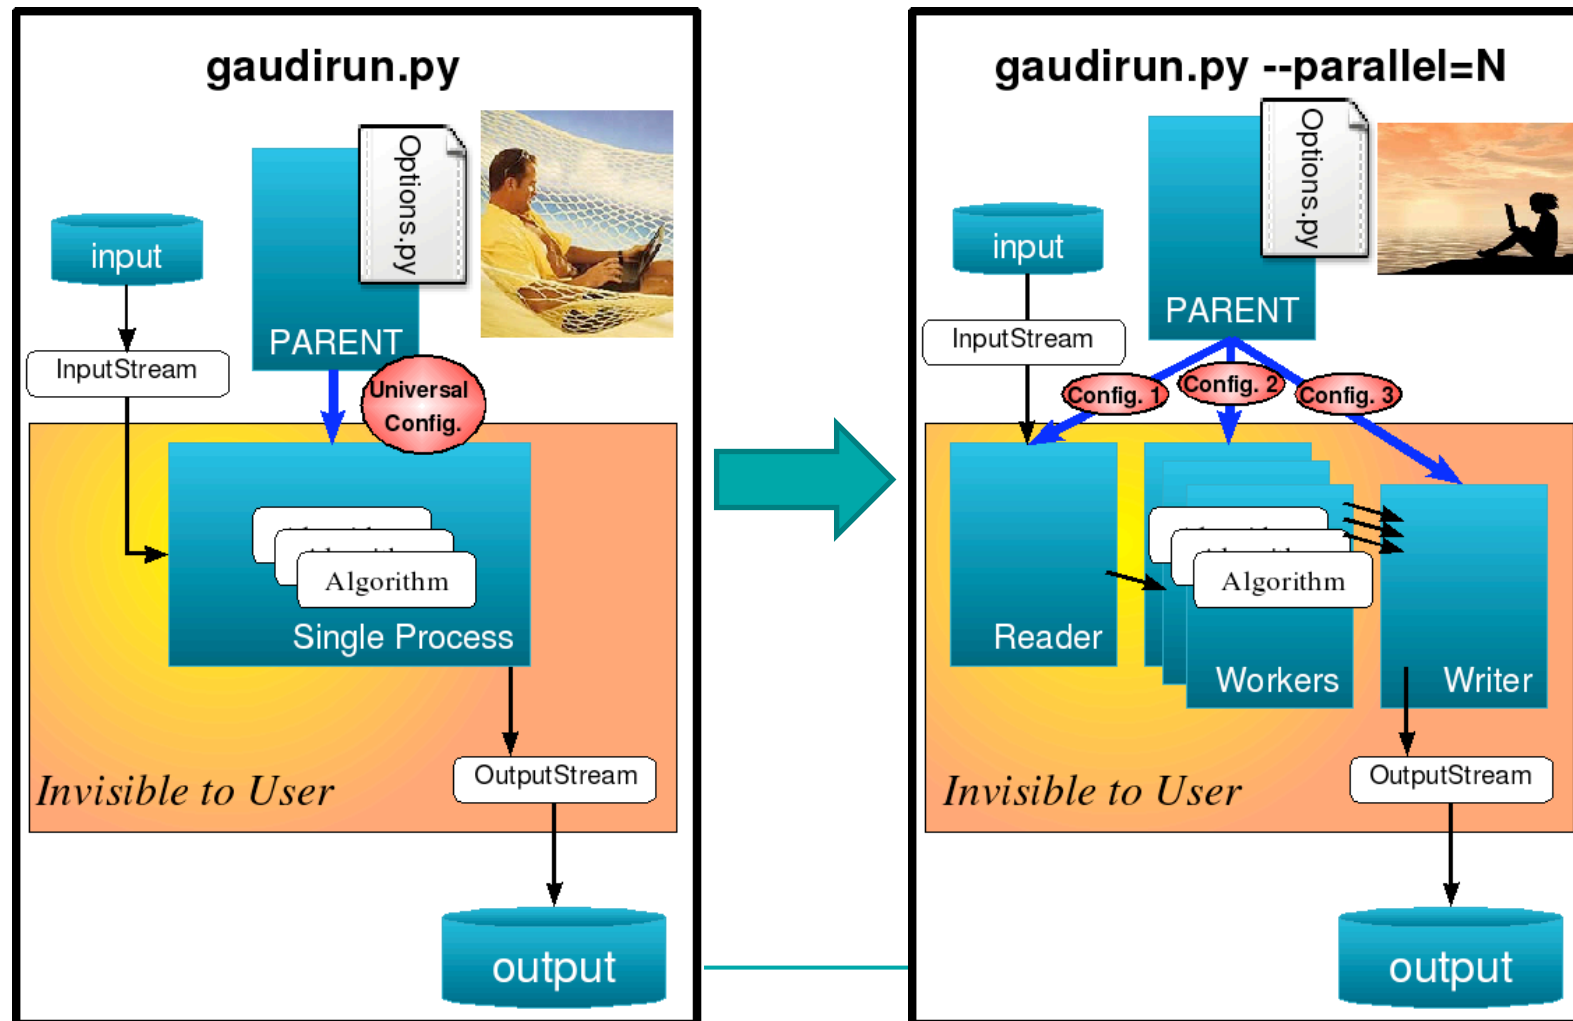 gaudirun.py
Options.py
input
PARENT
InputStream
Universal
Config.
Algorithm
Single Process
Invisible to User
OutputStream
output
gaudirun.py --parallel=N
Options.py
input
PARENT
InputStream
Config. 1
Config. 2
Config. 3
Algorithm
Reader
Workers
Writer
Invisible to User
OutputStream
output